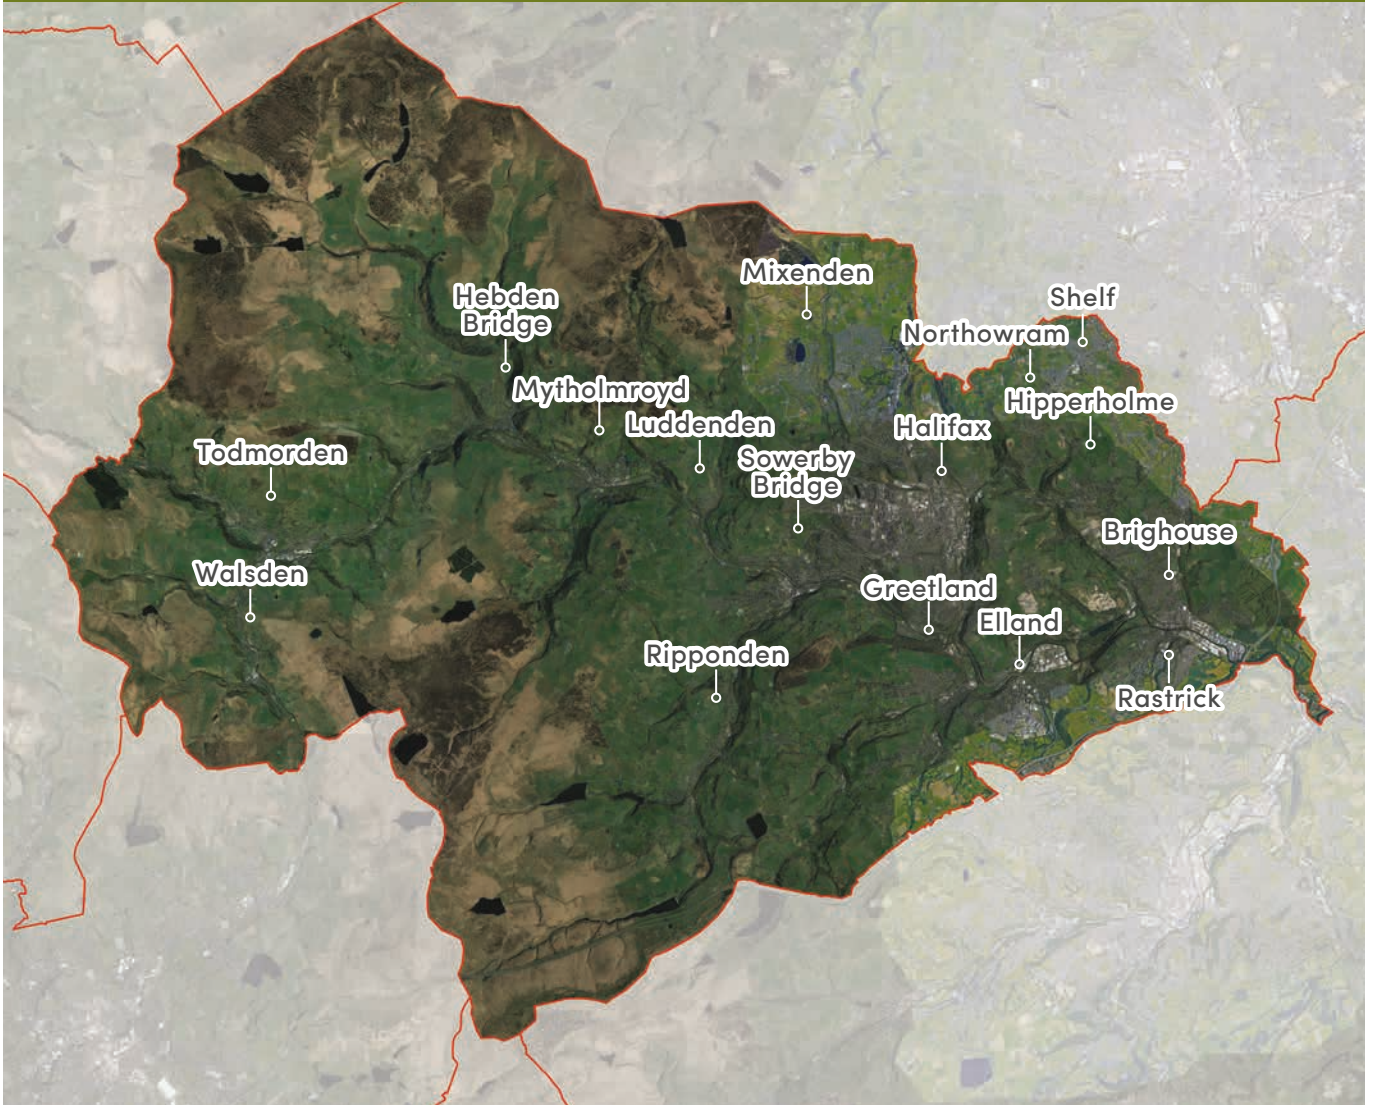 Mixenden
Shelf
Hebden
Bridge
Northowram
Mytholmroyd
Hipperholme
Luddenden
Halifax
Todmorden
Sowerby
Bridge
Brighouse
Walsden
Greetland
Elland
Ripponden
Rastrick